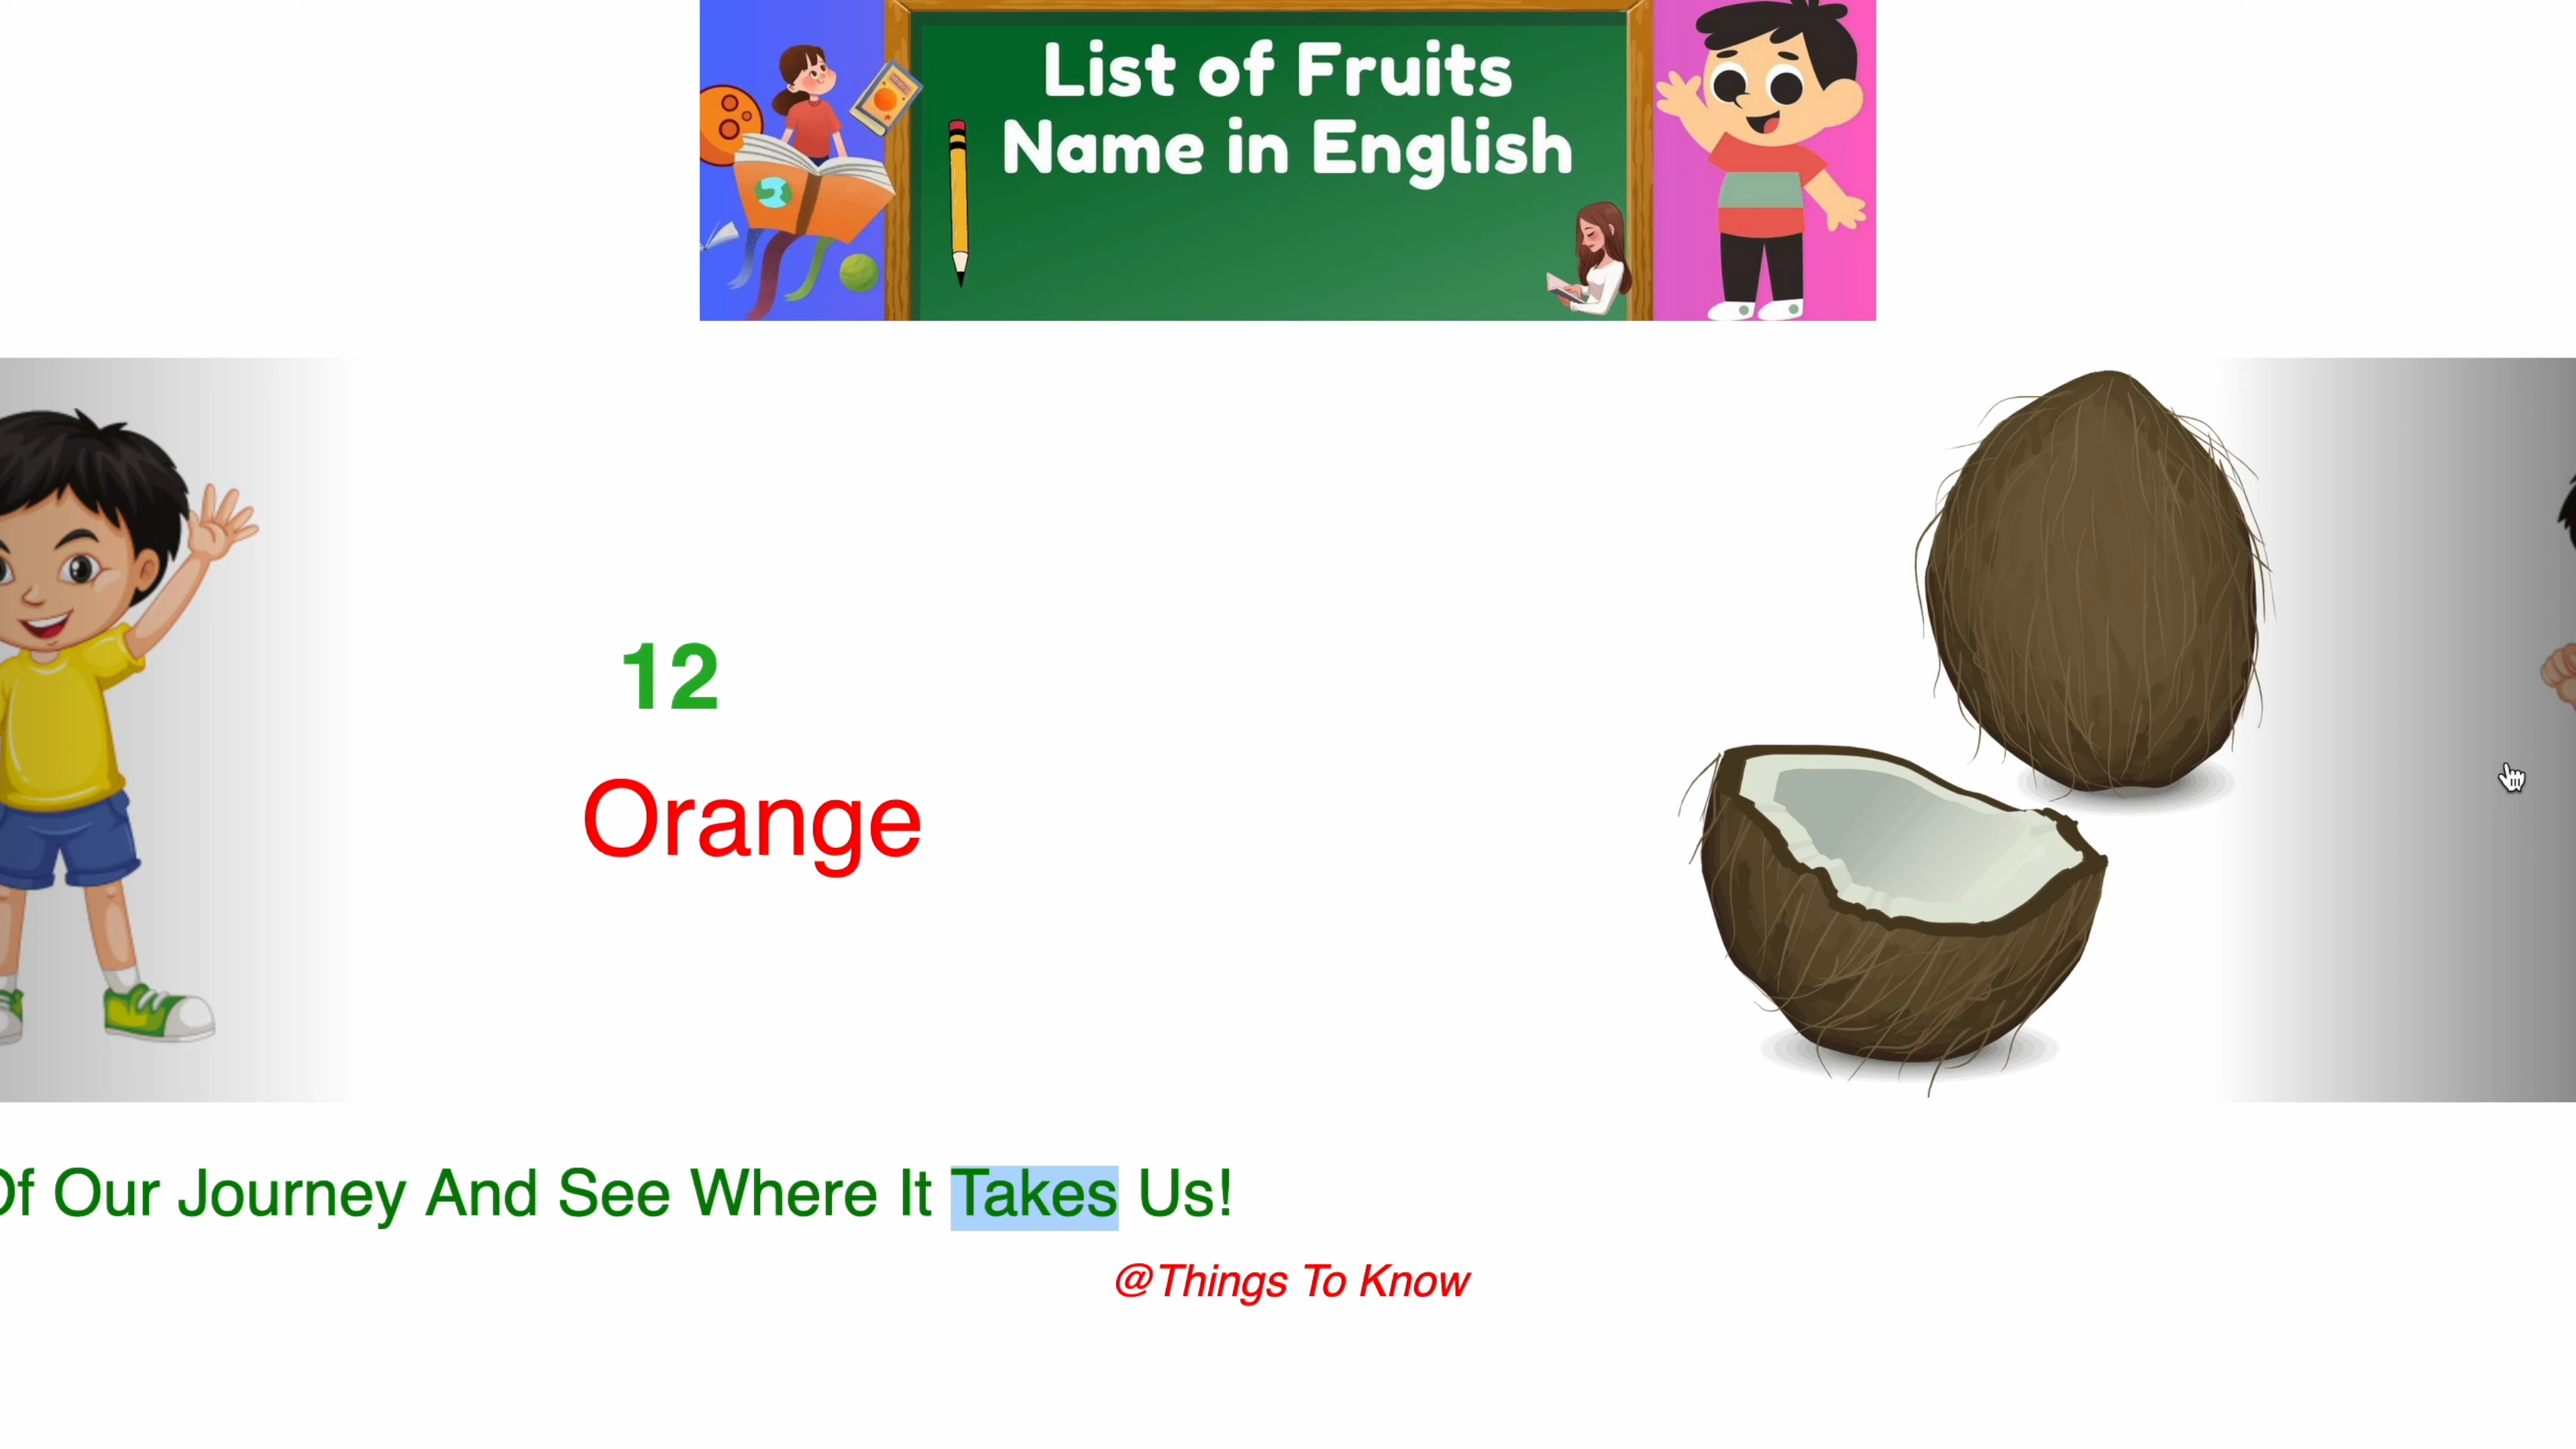 List of Fruits
Name in English
12
Orange
Of Our Journey And See Where It Takes Us!
@Things To Know